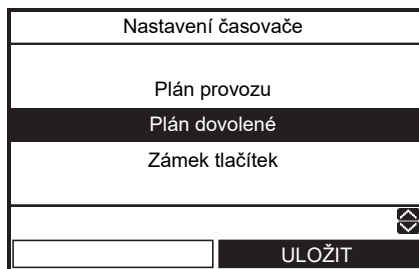 Nastavení časovače
Plán provozu
Plán dovolené
Zámek tlačítek
ULOŽIT